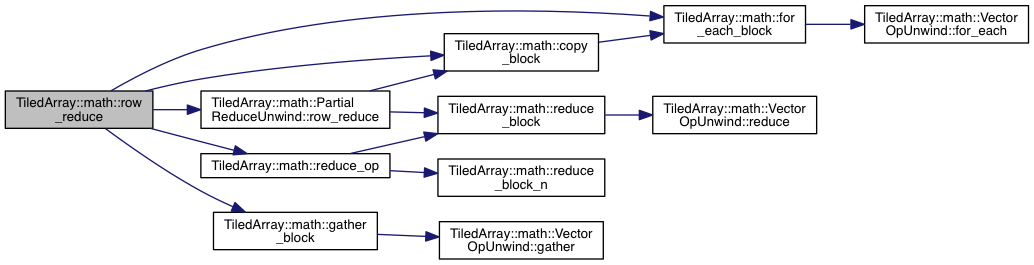 TiledArray::math::row
_reduce
TiledArray::math::for
_each_block
TiledArray::math::Vector
OpUnwind::for_each
TiledArray::math::copy
_block
TiledArray::math::Partial
ReduceUnwind::row_reduce
TiledArray::math::reduce
_block
TiledArray::math::Vector
OpUnwind::reduce
TiledArray::math::reduce_op
TiledArray::math::reduce
_block_n
TiledArray::math::gather
_block
TiledArray::math::Vector
OpUnwind::gather